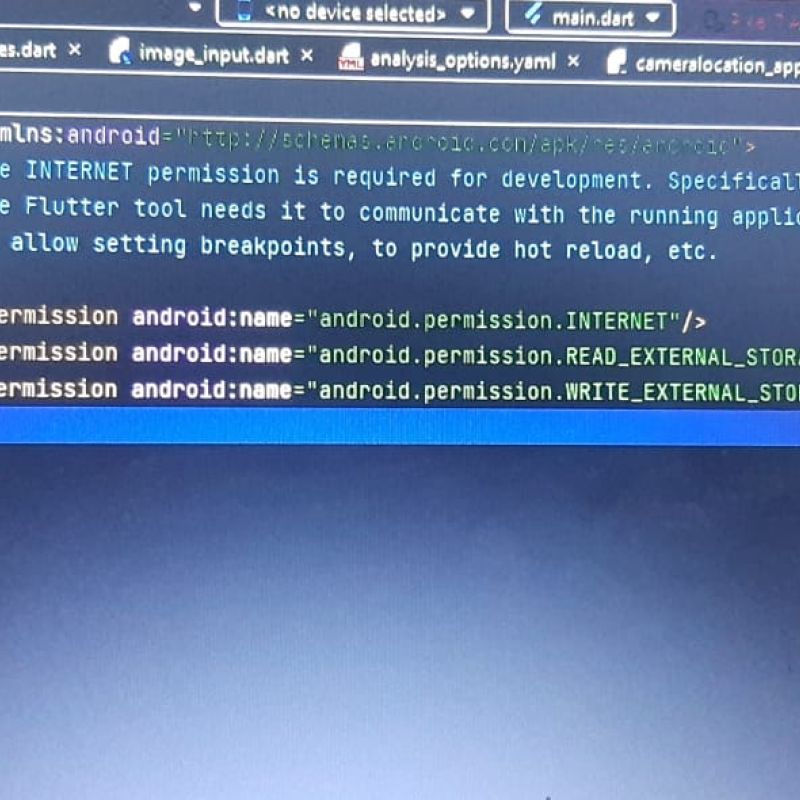 <no device selected> main.dart
es.dart × image_input.dart × analysis_options.yaml × cameralocation_app
mlns:android="http://schemas.android.com/apk/res/android">
e INTERNET permission is required for development. Specificall
e Flutter tool needs it to communicate with the running applic
allow setting breakpoints, to provide hot reload, etc.
ermission android:name="android.permission.INTERNET"/>
ermission android:name="android.permission.READ_EXTERNAL_STORA
ermission android:name="android.permission.WRITE_EXTERNAL_STO